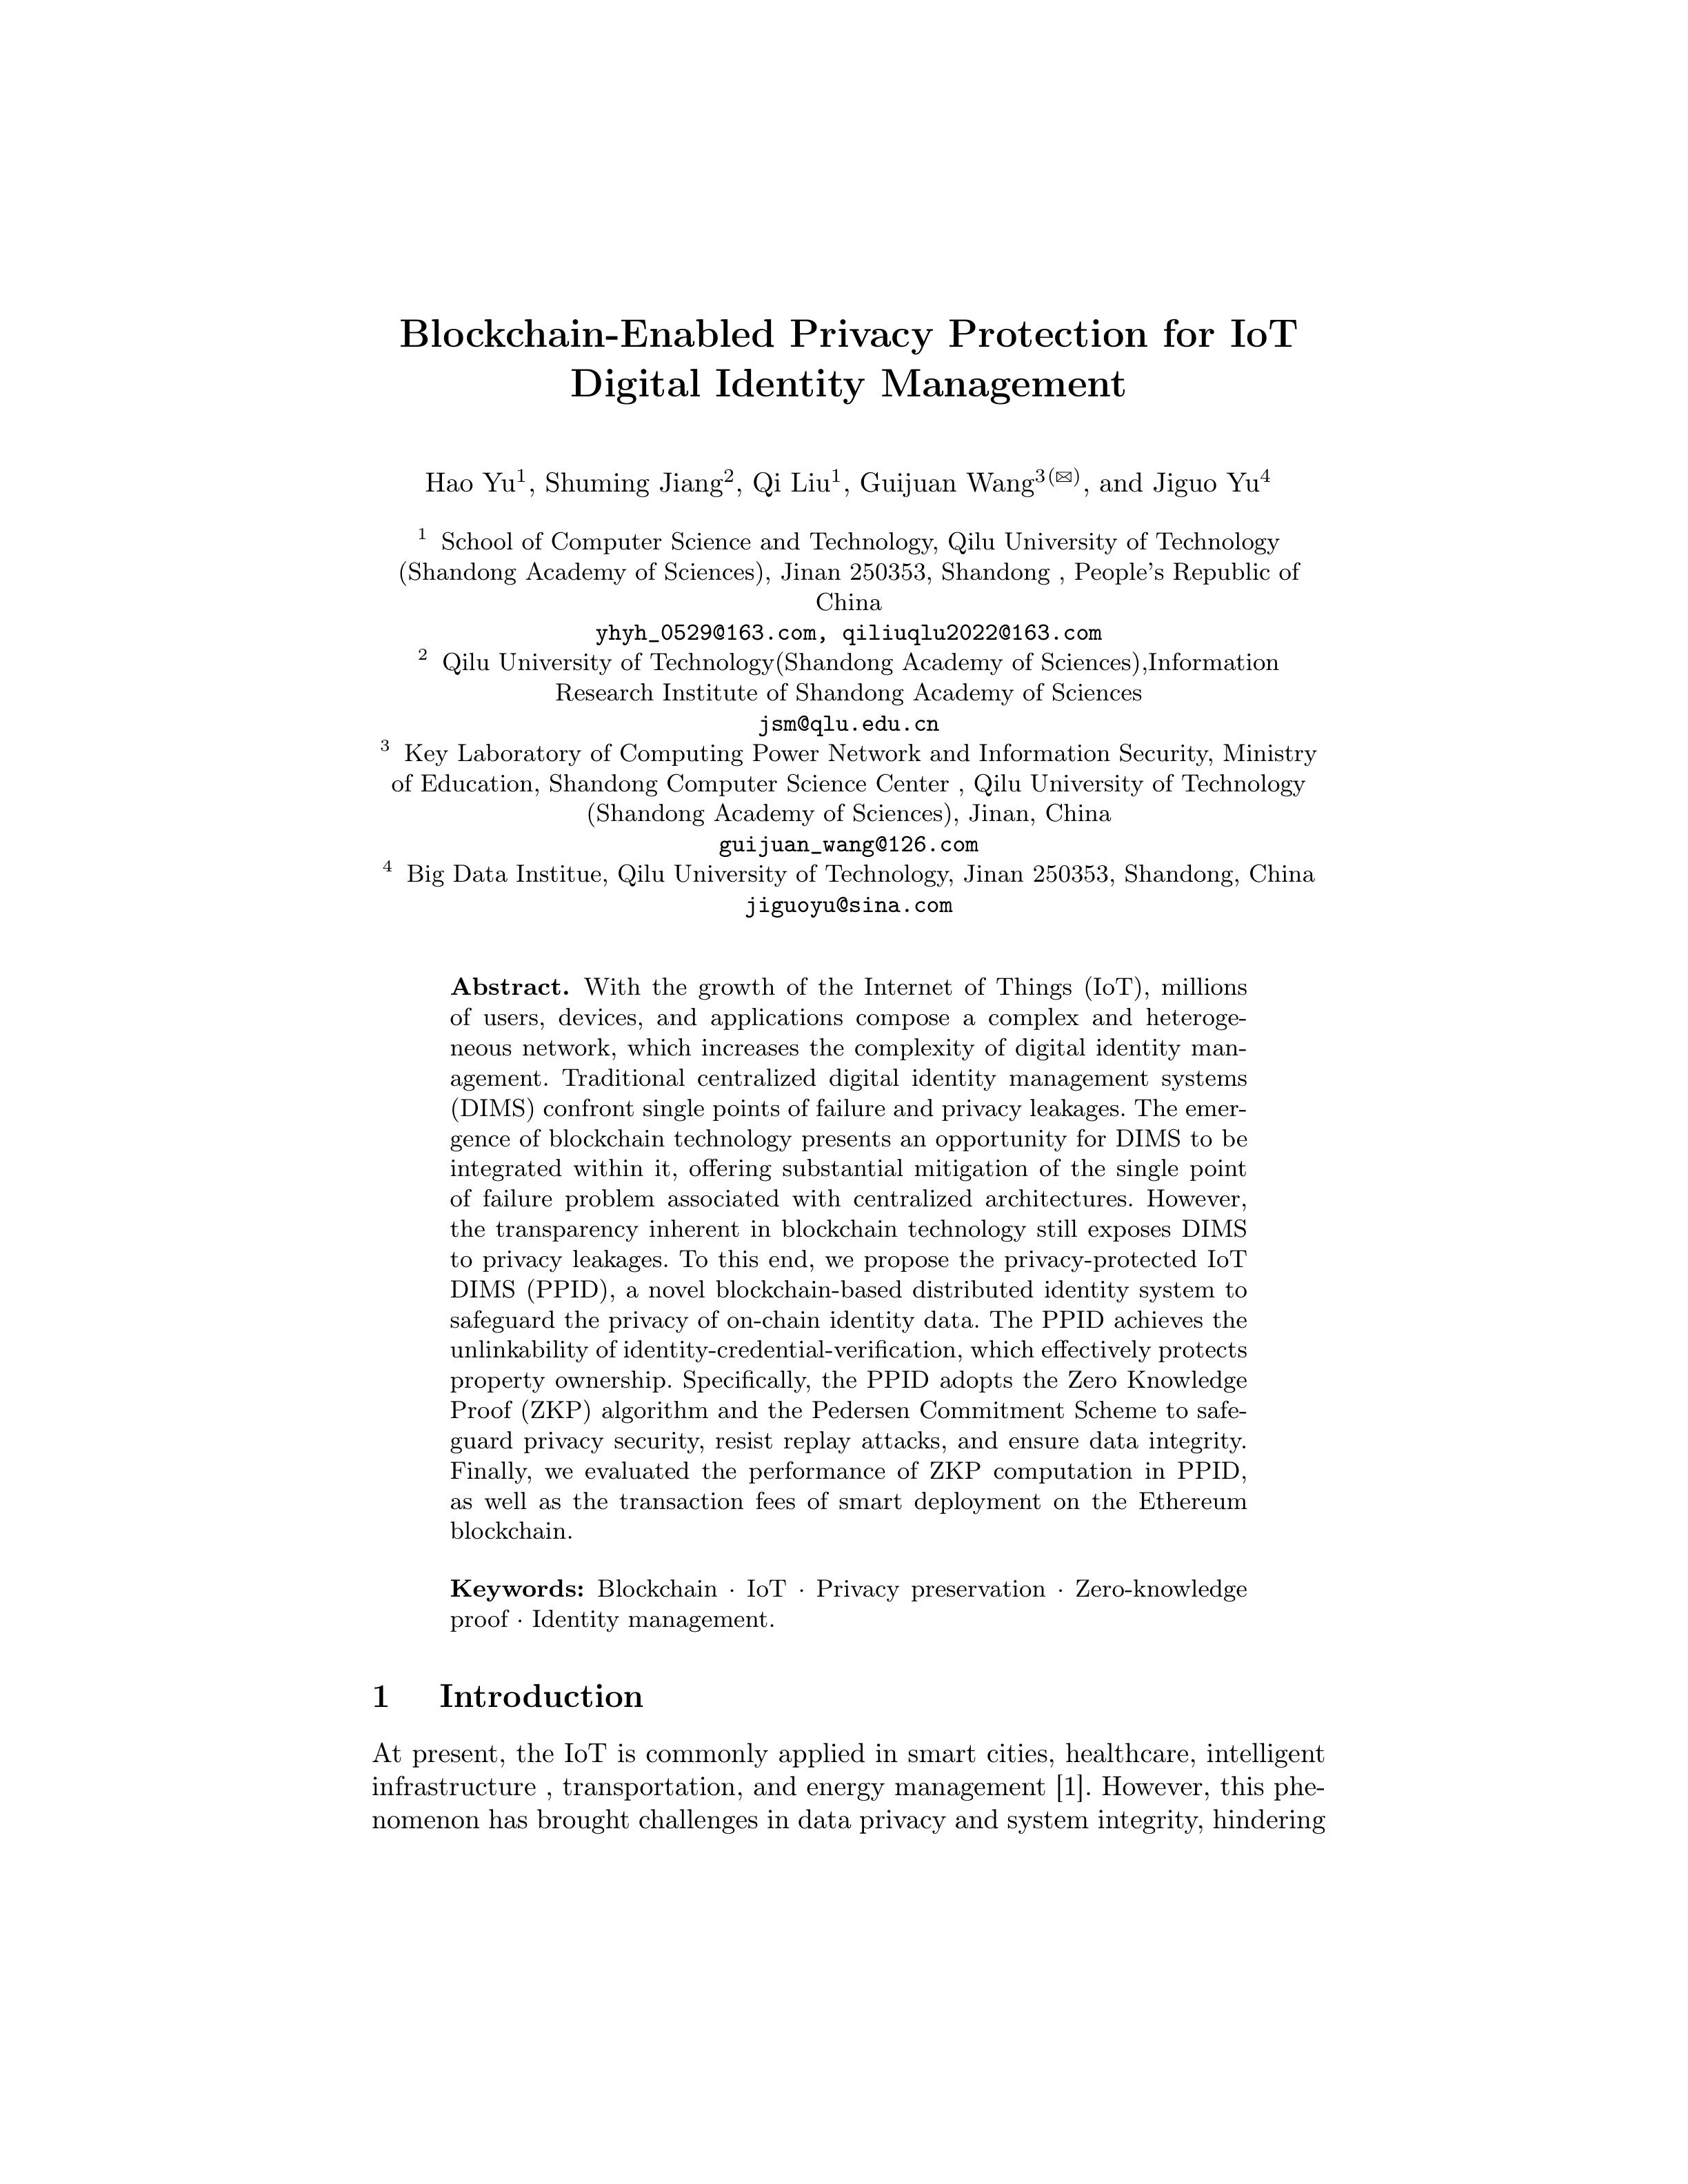 Blockchain-Enabled Privacy Protection for IoT
Digital Identity Management
Hao Yu1, Shuming Jiang2, Qi Liu1, Guijuan Wang3(✉), and Jiguo Yu4
1 School of Computer Science and Technology, Qilu University of Technology
(Shandong Academy of Sciences), Jinan 250353, Shandong , People's Republic of
China
yhyh_0529@163.com, qiliuqlu2022@163.com
2 Qilu University of Technology(Shandong Academy of Sciences),Information
Research Institute of Shandong Academy of Sciences
jsm@qlu.edu.cn
3 Key Laboratory of Computing Power Network and Information Security, Ministry
of Education, Shandong Computer Science Center , Qilu University of Technology
(Shandong Academy of Sciences), Jinan, China
guijuan_wang@126.com
4 Big Data Institue, Qilu University of Technology, Jinan 250353, Shandong, China
jiguoyu@sina.com
Abstract. With the growth of the Internet of Things (IoT), millions
of users, devices, and applications compose a complex and heteroge-
neous network, which increases the complexity of digital identity man-
agement. Traditional centralized digital identity management systems
(DIMS) confront single points of failure and privacy leakages. The emer-
gence of blockchain technology presents an opportunity for DIMS to be
integrated within it, offering substantial mitigation of the single point
of failure problem associated with centralized architectures. However,
the transparency inherent in blockchain technology still exposes DIMS
to privacy leakages. To this end, we propose the privacy-protected IoT
DIMS (PPID), a novel blockchain-based distributed identity system to
safeguard the privacy of on-chain identity data. The PPID achieves the
unlinkability of identity-credential-verification, which effectively protects
property ownership. Specifically, the PPID adopts the Zero Knowledge
Proof (ZKP) algorithm and the Pedersen Commitment Scheme to safe-
guard privacy security, resist replay attacks, and ensure data integrity.
Finally, we evaluated the performance of ZKP computation in PPID,
as well as the transaction fees of smart deployment on the Ethereum
blockchain.
Keywords: Blockchain · IoT · Privacy preservation · Zero-knowledge
proof · Identity management.
1 Introduction
At present, the IoT is commonly applied in smart cities, healthcare, intelligent
infrastructure , transportation, and energy management [1]. However, this phe-
nomenon has brought challenges in data privacy and system integrity, hindering